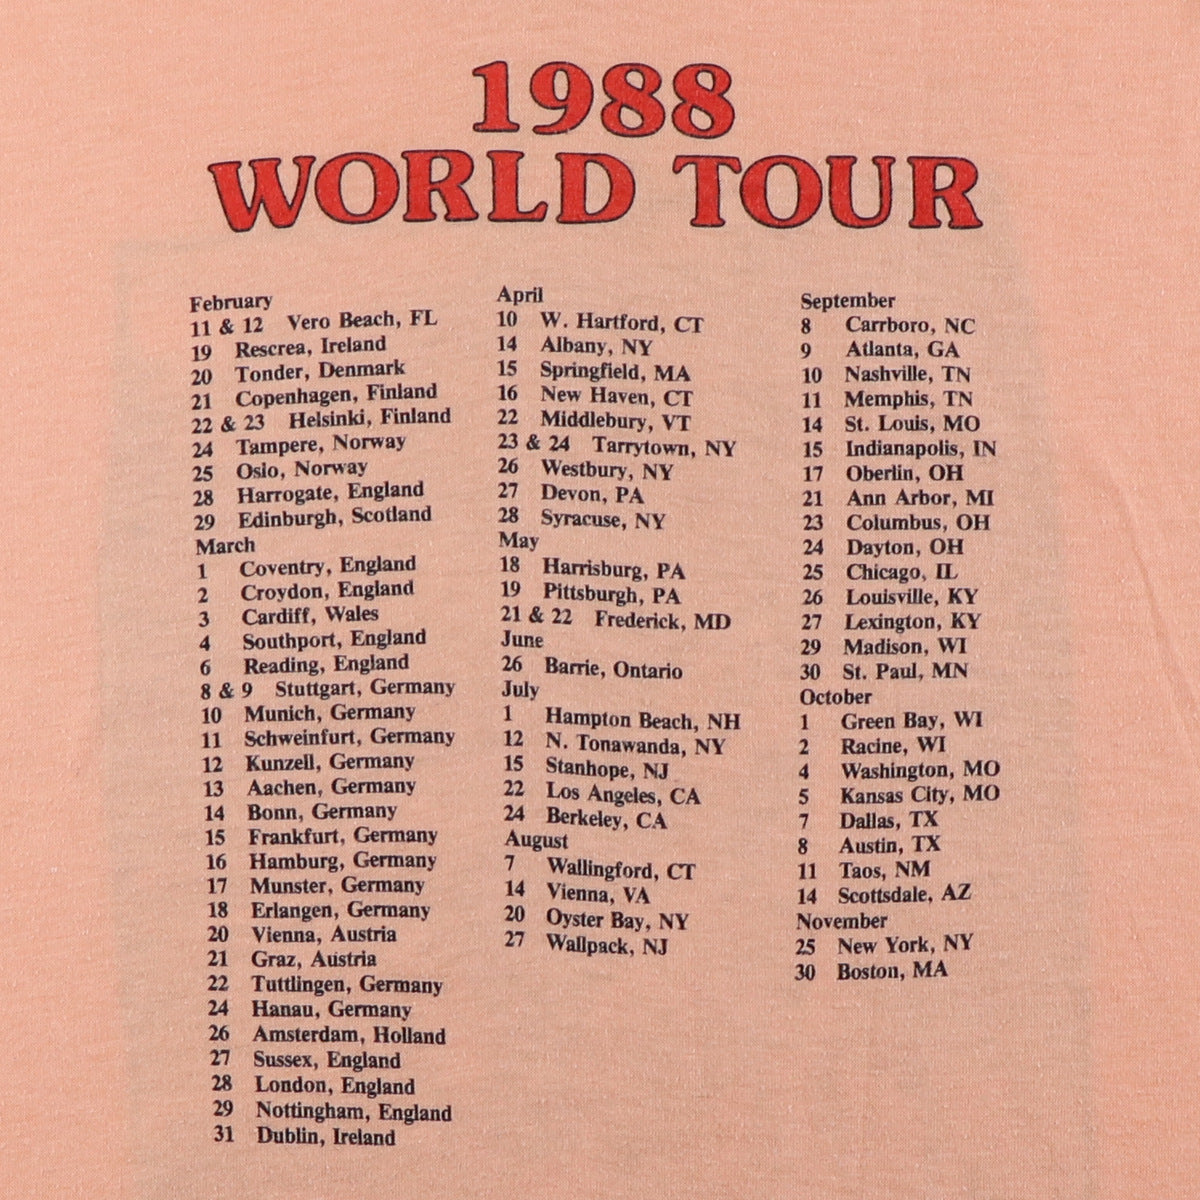 1988
WORLD TOUR
February
11 & 12 Vero Beach, FL
19 Rescrea, Ireland
20 Tonder, Denmark
21 Copenhagen, Finland
22 & 23 Helsinki, Finland
24 Tampere, Norway
25 Oslo, Norway
28 Harrogate, England
29 Edinburgh, Scotland
March
1 Coventry, England
2 Croydon, England
3 Cardiff, Wales
4 Southport, England
6 Reading, England
8 & 9 Stuttgart, Germany
10 Munich, Germany
11 Schweinfurt, Germany
12 Kunzell, Germany
13 Aachen, Germany
14 Bonn, Germany
15 Frankfurt, Germany
16 Hamburg, Germany
17 Munster, Germany
18 Erlangen, Germany
20 Vienna, Austria
21 Graz, Austria
22 Tuttlingen, Germany
24 Hanau, Germany
26 Amsterdam, Holland
27 Sussex, England
28 London, England
29 Nottingham, England
31 Dublin, Ireland
April
10 W. Hartford, CT
14 Albany, NY
15 Springfield, MA
16 New Haven, CT
22 Middlebury, VT
23 & 24 Tarrytown, NY
26 Westbury, NY
27 Devon, PA
28 Syracuse, NY
May
18 Harrisburg, PA
19 Pittsburgh, PA
21 & 22 Frederick, MD
June
26 Barrie, Ontario
July
1 Hampton Beach, NH
12 N. Tonawanda, NY
15 Stanhope, NJ
22 Los Angeles, CA
24 Berkeley, CA
August
7 Wallingford, CT
14 Vienna, VA
20 Oyster Bay, NY
27 Wallpack, NJ
September
8 Carrboro, NC
9 Atlanta, GA
10 Nashville, TN
11 Memphis, TN
14 St. Louis, MO
15 Indianapolis, IN
17 Oberlin, OH
21 Ann Arbor, MI
23 Columbus, OH
24 Dayton, OH
25 Chicago, IL
26 Louisville, KY
27 Lexington, KY
29 Madison, WI
30 St. Paul, MN
October
1 Green Bay, WI
2 Racine, WI
4 Washington, MO
5 Kansas City, MO
7 Dallas, TX
8 Austin, TX
11 Taos, NM
14 Scottsdale, AZ
November
25 New York, NY
30 Boston, MA